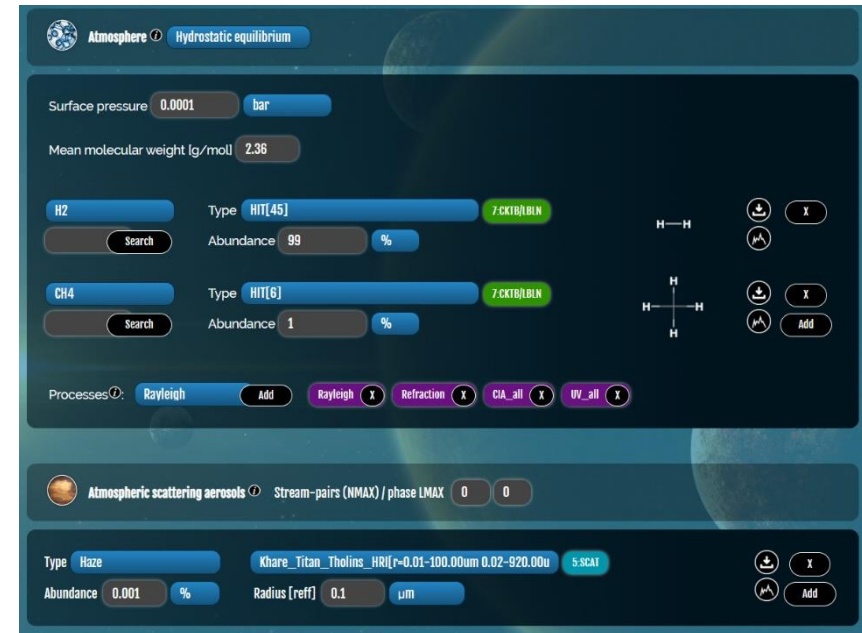 Atmosphere i Hydrostatic equilibrium
Surface pressure 0.0001 bar
Mean molecular weight [g/mol] 2.36
H2 Type HIT[45] 7:CKTB/LBLN X
Search Abundance 99 %
H—H
CH4 Type HIT[6] 7:CKTB/LBLN X
Search Abundance 1 % Add
H
H H
H
Processes i: Rayleigh Add Rayleigh X Refraction X CIA_all X UV_all X
Atmospheric scattering aerosols i Stream-pairs (NMAX) / phase LMAX 0 0
Type Haze Khare_Titan_Tholins_HRI[r=0.01-100.00um 0.02-920.00u 5:SCAT X
Abundance 0.001 % Radius [reff] 0.1 μm Add